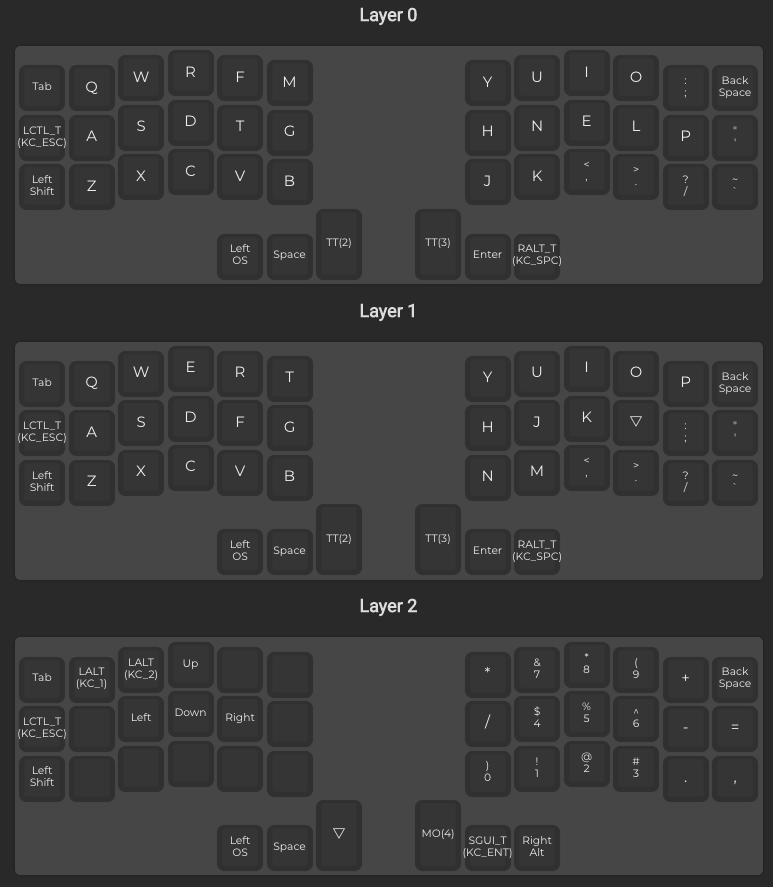 Layer 0
Tab Q W R F M Y U I O : ; Back Space
LCTL_T (KC_ESC) A S D T G H N E L P " '
Left Shift Z X C V B J K < , > . ? / ~ `
Left OS Space TT(2) TT(3) Enter RALT_T (KC_SPC)
Layer 1
Tab Q W E R T Y U I O P Back Space
LCTL_T (KC_ESC) A S D F G H J K ▽ : ; " '
Left Shift Z X C V B N M < , > . ? / ~ `
Left OS Space TT(2) TT(3) Enter RALT_T (KC_SPC)
Layer 2
Tab LALT (KC_1) LALT (KC_2) Up * & 7 * 8 ( 9 + Back Space
LCTL_T (KC_ESC) Left Down Right / $ 4 % 5 ^ 6 - =
Left Shift ) 0 ! 1 @ 2 # 3 . ,
Left OS Space ▽ MO(4) SGUI_T (KC_ENT) Right Alt